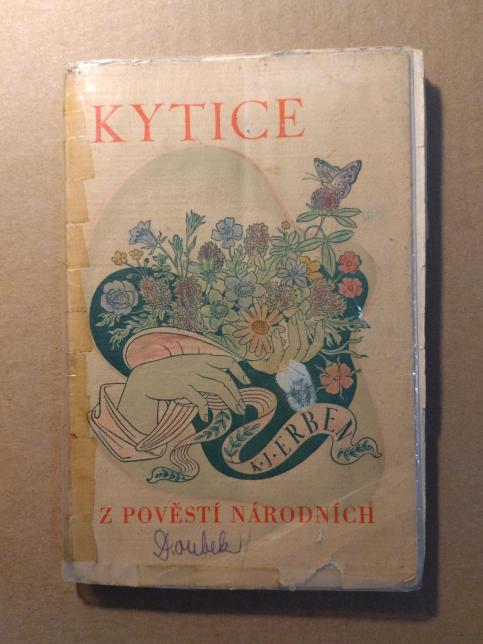 KYTICE
K·J·ERBEN
Z POVĚSTÍ NÁRODNÍCH
Doubek